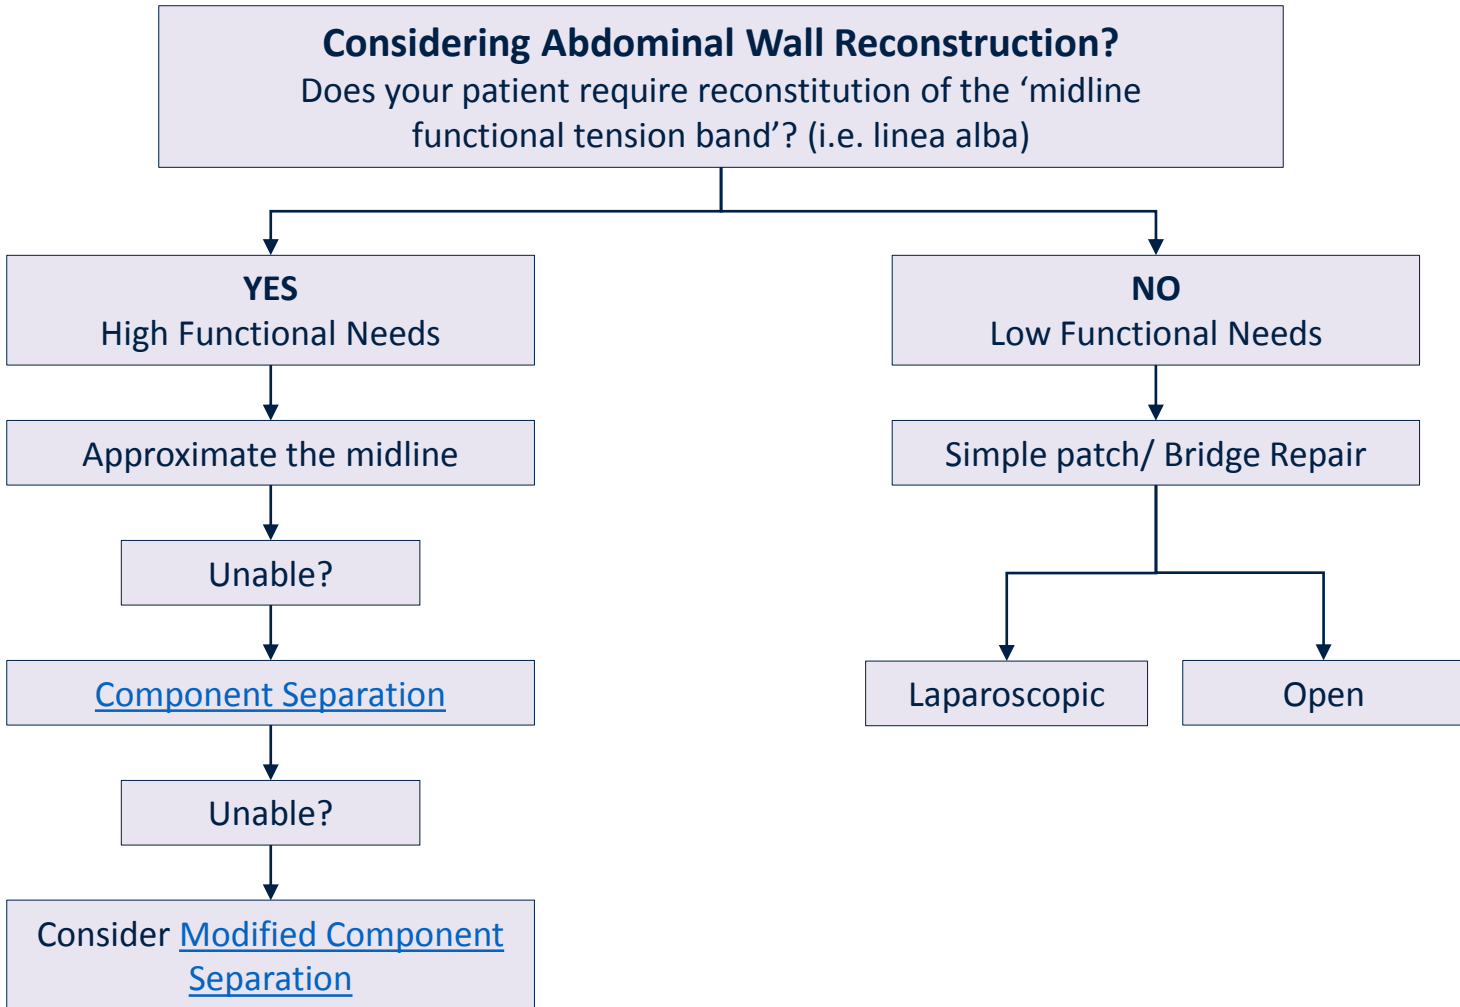 Considering Abdominal Wall Reconstruction?
Does your patient require reconstitution of the ‘midline
functional tension band’? (i.e. linea alba)
YES
High Functional Needs
Approximate the midline
Unable?
Component Separation
Unable?
Consider Modified Component
Separation
NO
Low Functional Needs
Simple patch/ Bridge Repair
Laparoscopic
Open